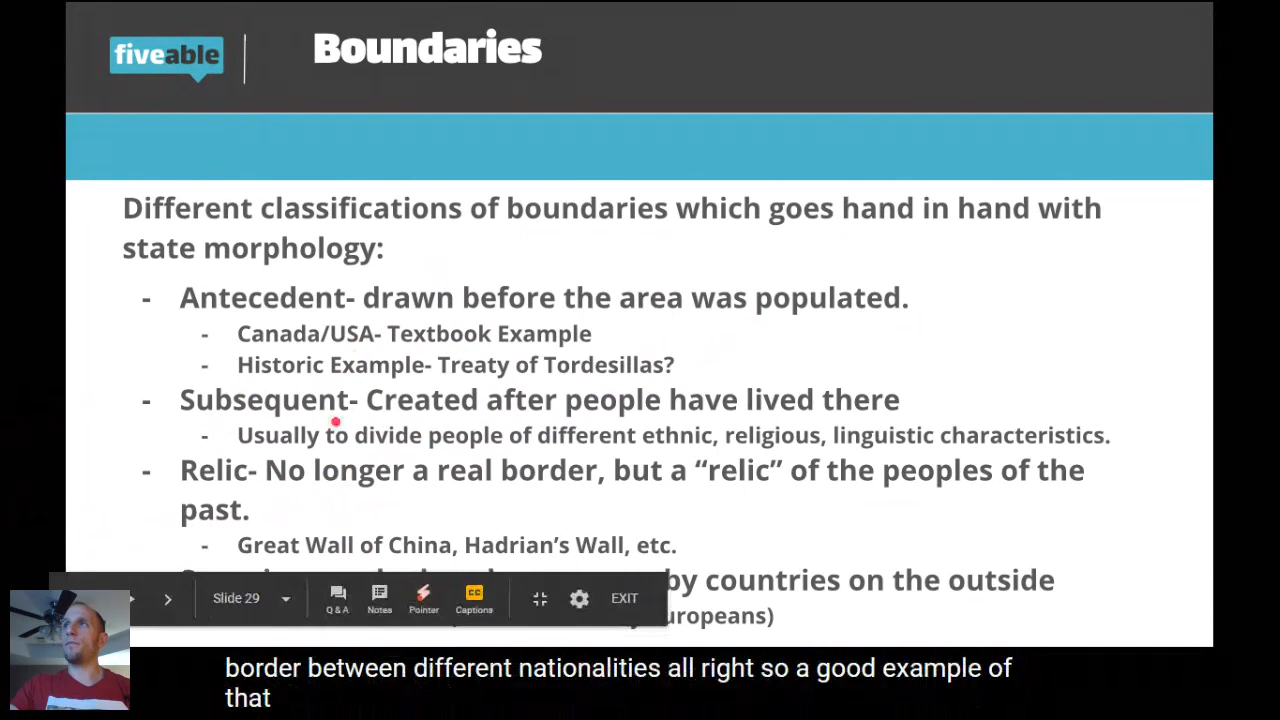 fiveable
Boundaries
Different classifications of boundaries which goes hand in hand with
state morphology:
- Antecedent- drawn before the area was populated.
- Canada/USA- Textbook Example
- Historic Example- Treaty of Tordesillas?
- Subsequent- Created after people have lived there
- Usually to divide people of different ethnic, religious, linguistic characteristics.
- Relic- No longer a real border, but a “relic” of the peoples of the
past.
- Great Wall of China, Hadrian’s Wall, etc.
by countries on the outside
Slide 29
Q & A Notes Pointer CC Captions EXIT
border between different nationalities all right so a good example of
that